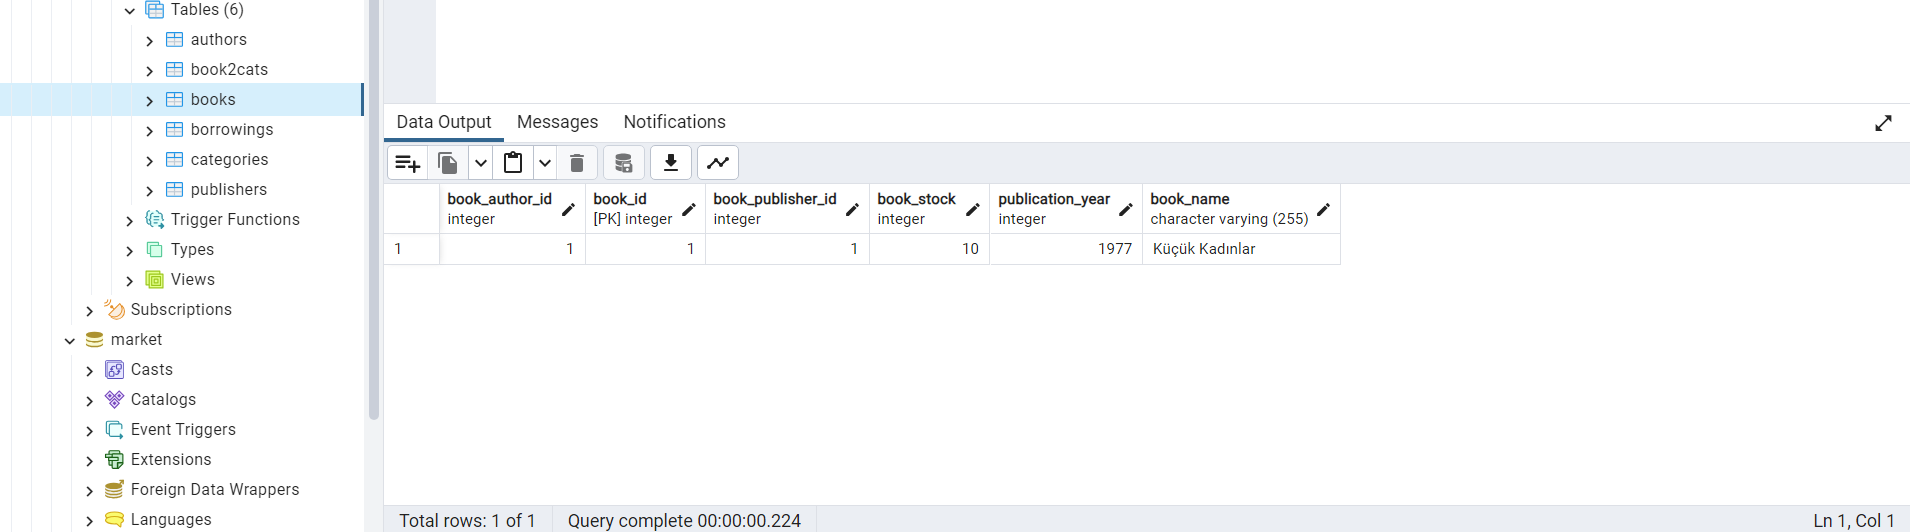 Tables (6)
authors
book2cats
books
borrowings
categories
publishers
Trigger Functions
Types
Views
Subscriptions
market
Casts
Catalogs
Event Triggers
Extensions
Foreign Data Wrappers
Languages
Data Output Messages Notifications
book_author_id book_id book_publisher_id book_stock publication_year book_name
integer [PK] integer integer integer integer character varying (255)
1 1 1 1 10 1977 Küçük Kadınlar
Total rows: 1 of 1 Query complete 00:00:00.224 Ln 1, Col 1